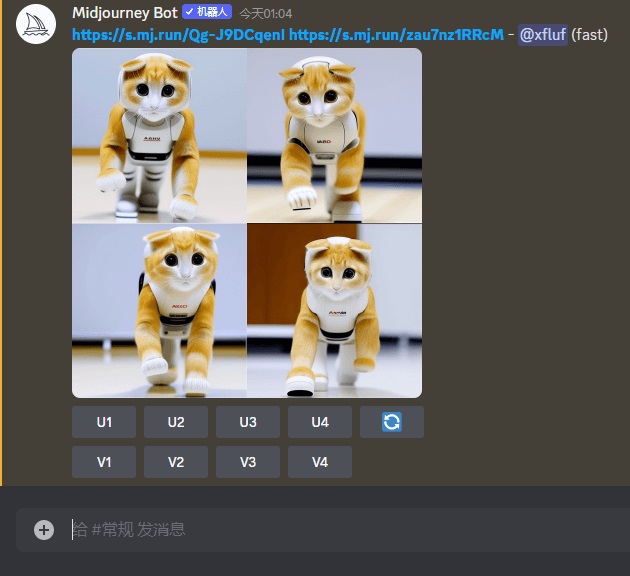 Midjourney Bot ✓机器人 今天01:04
https://s.mj.run/Qg-J9DCqenI https://s.mj.run/zau7nz1RRcM - @xfluf (fast)
U1 U2 U3 U4
V1 V2 V3 V4
给 #常规 发消息